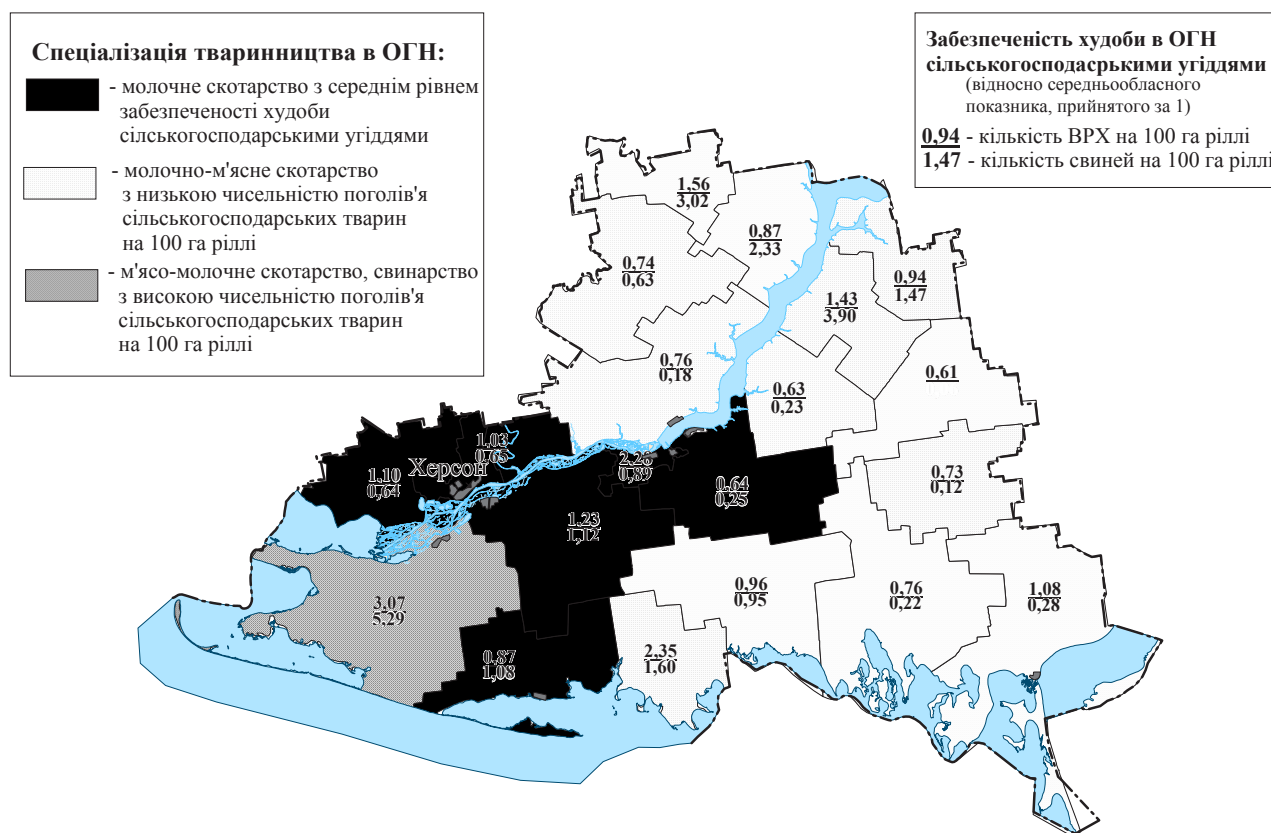 Спеціалізація тваринництва в ОГН:
- молочне скотарство з середнім рівнем
забезпеченості худоби
сілськогосподарськими угіддями
- молочно-м'ясне скотарство
з низькою чисельністю поголів'я
сільськогосподарських тварин
на 100 га ріллі
- м'ясо-молочне скотарство, свинарство
з високою чисельністю поголів'я
сільськогосподарських тварин
на 100 га ріллі
Забезпеченість худоби в ОГН
сільськогосподасрькими угіддями
(відносно середньообласного
показника, прийнятого за 1)
0,94 - кількість ВРХ на 100 га ріллі
1,47 - кількість свиней на 100 га ріллі
1,56
3,02
0,87
2,33
0,74
0,63
0,94
1,47
1,43
3,90
0,76
0,18
0,63
0,23
0,61
1,03
0,65
Херсон
1,10
0,64
2,26
0,89
0,64
0,25
0,73
0,12
1,23
1,12
0,96
0,95
0,76
0,22
1,08
0,28
3,07
5,29
0,87
1,08
2,35
1,60